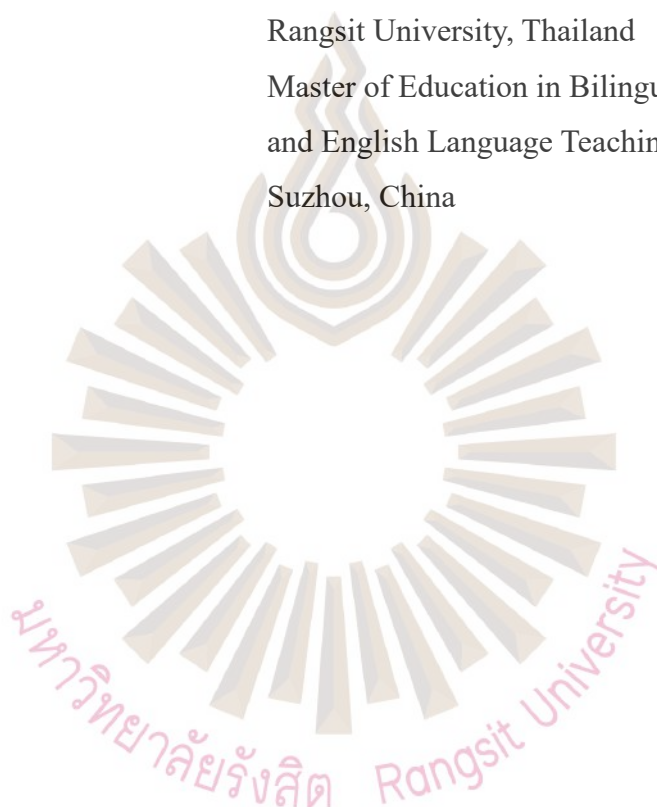 Rangsit University, Thailand
Master of Education in Bilingu
and English Language Teachin
Suzhou, China
มหาวิทยาลัยรังสิต Rangsit University